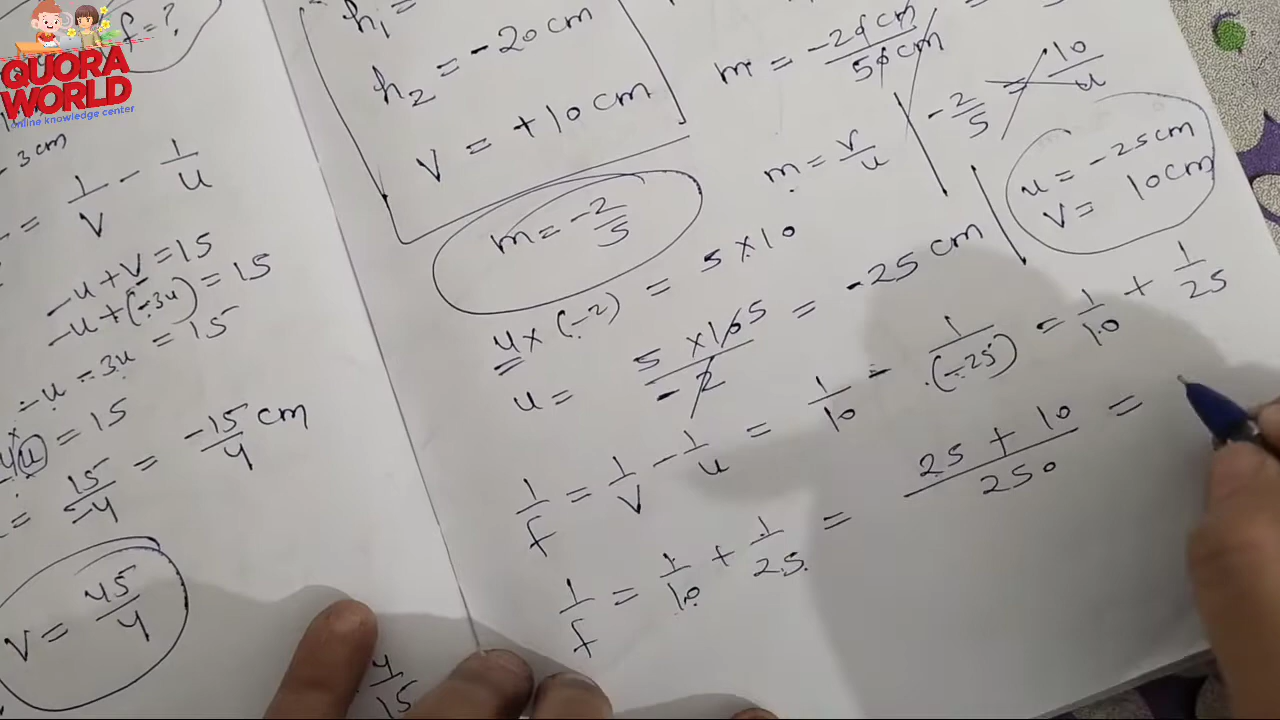 QUORA
WORLD
online knowledge center
f = ?
- 3 cm
= 1/V - 1/u
-u + V = 15
-u + (-3u) = 15
-u - 3u = 15
4u = 15
= 15/-4 = -15/4 cm
V = 45/4
h1 =
h2 = -20 cm
V = +10 cm
m = -2/5
m = -20 cm/50 cm
-2/5 = 10/u
m = v/u
u = -25 cm
v = 10 cm
u × (-2) = 5 × 10
u = 5 × 10 5/-2 = -25 cm
1/f = 1/V - 1/u = 1/10 - 1/(-25) = 1/10 + 1/25
1/f = 1/10 + 1/25 = 25 + 10/250 =
4/15